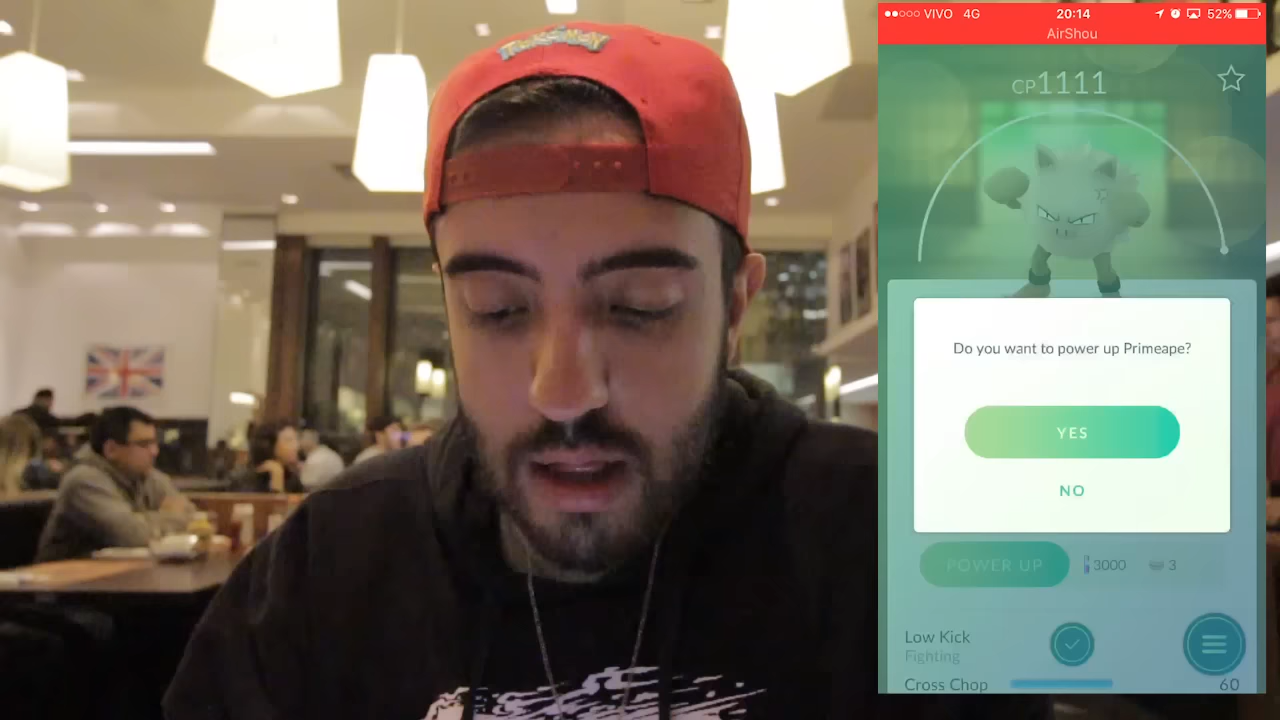 POKÉMON
VIVO 4G 20:14 52%
AirShou
CP1111
Do you want to power up Primeape?
YES
NO
POWER UP 3000 3
Low Kick
Fighting
Cross Chop 60